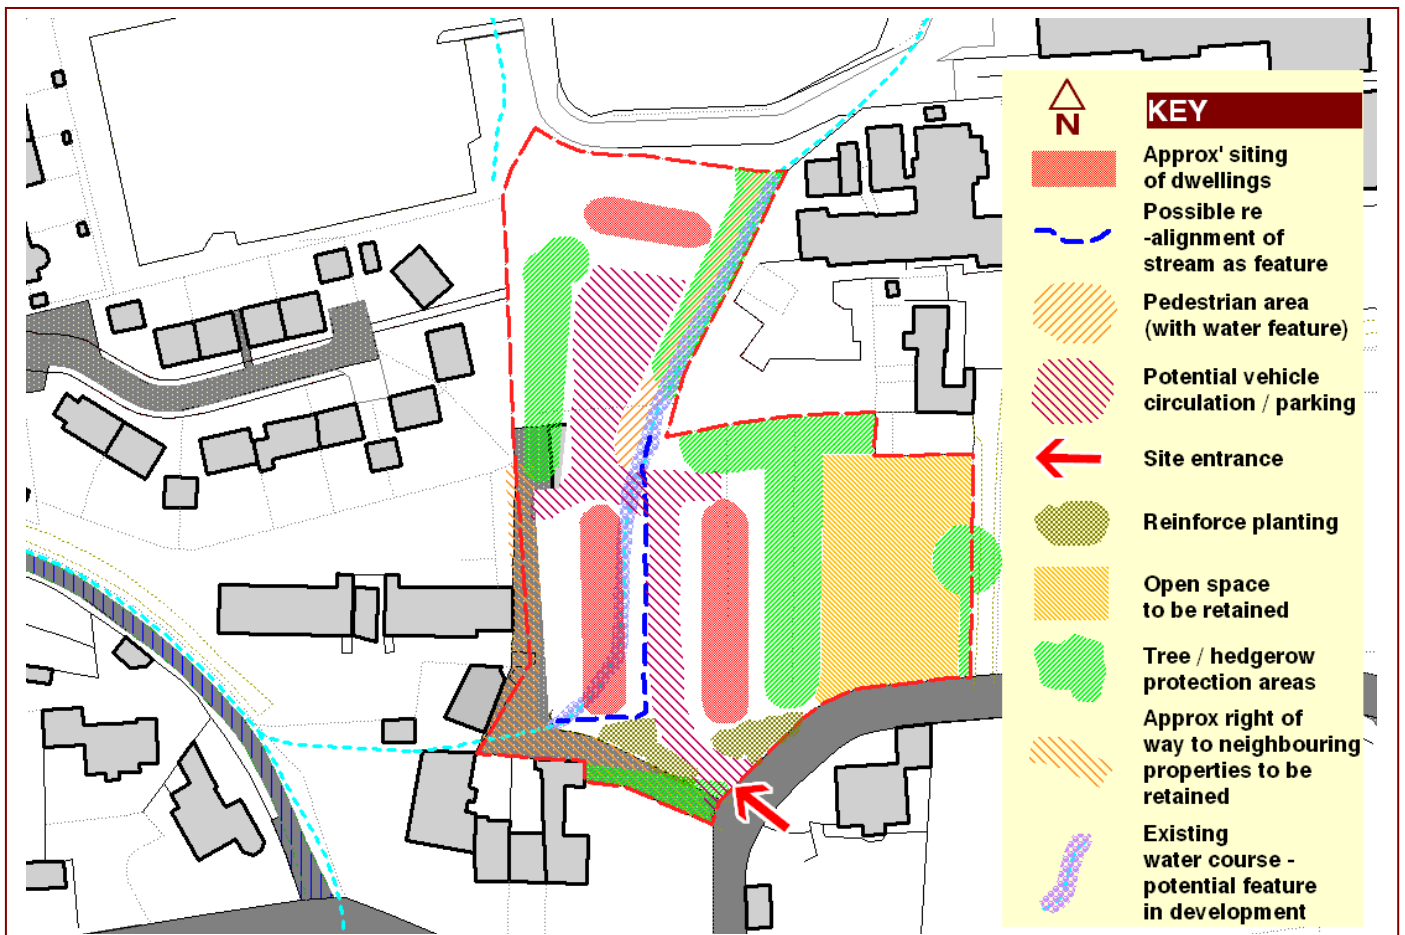 N
KEY
Approx' siting
of dwellings
Possible re
-alignment of
stream as feature
Pedestrian area
(with water feature)
Potential vehicle
circulation / parking
Site entrance
Reinforce planting
Open space
to be retained
Tree / hedgerow
protection areas
Approx right of
way to neighbouring
properties to be
retained
Existing
water course -
potential feature
in development